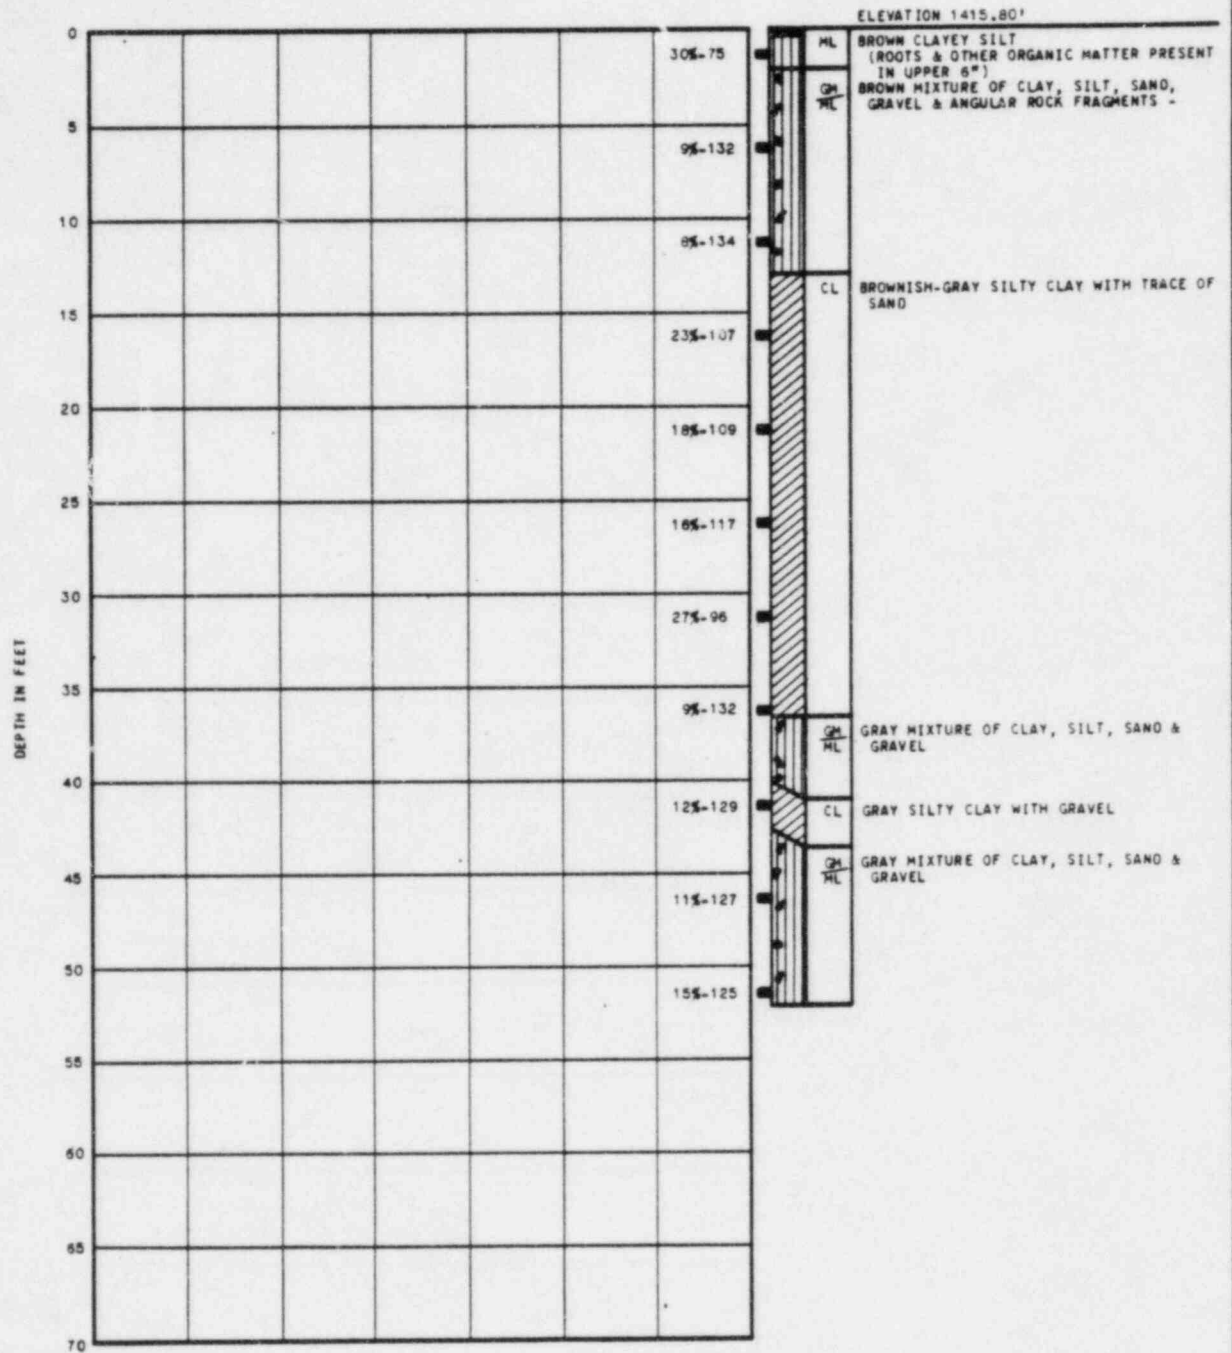 ELEVATION 1415.80'
0
30%-75
ML
BROWN CLAYEY SILT
(ROOTS & OTHER ORGANIC MATTER PRESENT
IN UPPER 6")
GM
ML
BROWN MIXTURE OF CLAY, SILT, SAND,
GRAVEL & ANGULAR ROCK FRAGMENTS -
5
9%-132
10
8%-134
CL
BROWNISH-GRAY SILTY CLAY WITH TRACE OF
SAND
15
23%-107
20
18%-109
25
16%-117
30
27%-96
DEPTH IN FEET
35
9%-132
GM
ML
GRAY MIXTURE OF CLAY, SILT, SAND &
GRAVEL
40
12%-129
CL
GRAY SILTY CLAY WITH GRAVEL
GM
ML
GRAY MIXTURE OF CLAY, SILT, SAND &
GRAVEL
45
11%-127
50
15%-125
55
60
65
70